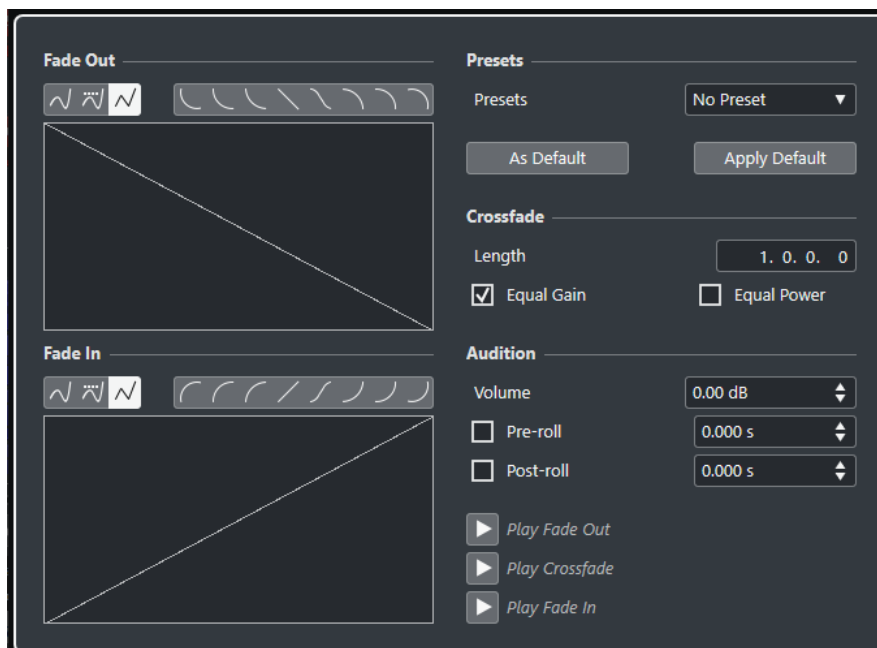 Fade Out
Presets
Presets
No Preset
As Default
Apply Default
Crossfade
Length
1. 0. 0. 0
Equal Gain
Equal Power
Fade In
Audition
Volume
0.00 dB
Pre-roll
0.000 s
Post-roll
0.000 s
Play Fade Out
Play Crossfade
Play Fade In